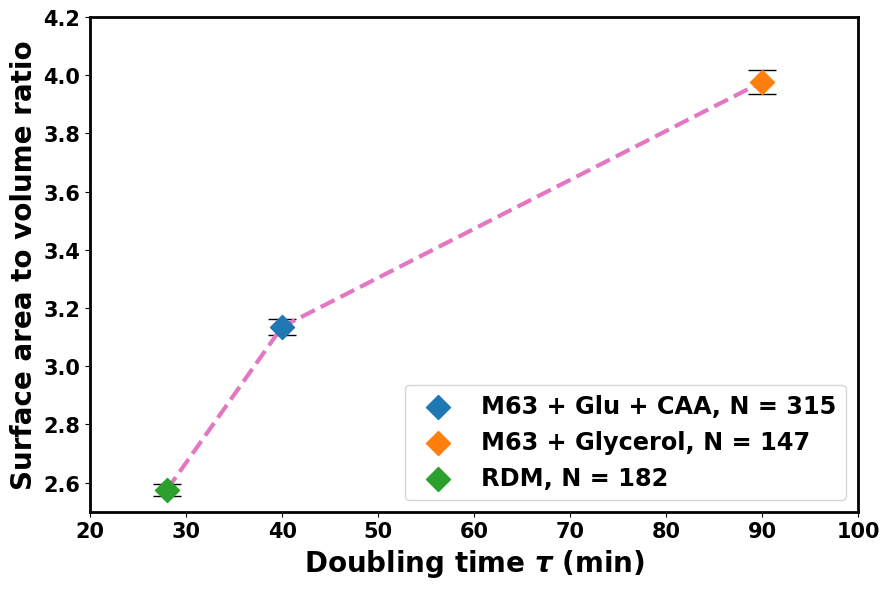 Surface area to volume ratio
4.2
4.0
3.8
3.6
3.4
3.2
3.0
2.8
2.6
M63 + Glu + CAA, N = 315
M63 + Glycerol, N = 147
RDM, N = 182
20 30 40 50 60 70 80 90 100
Doubling time τ (min)